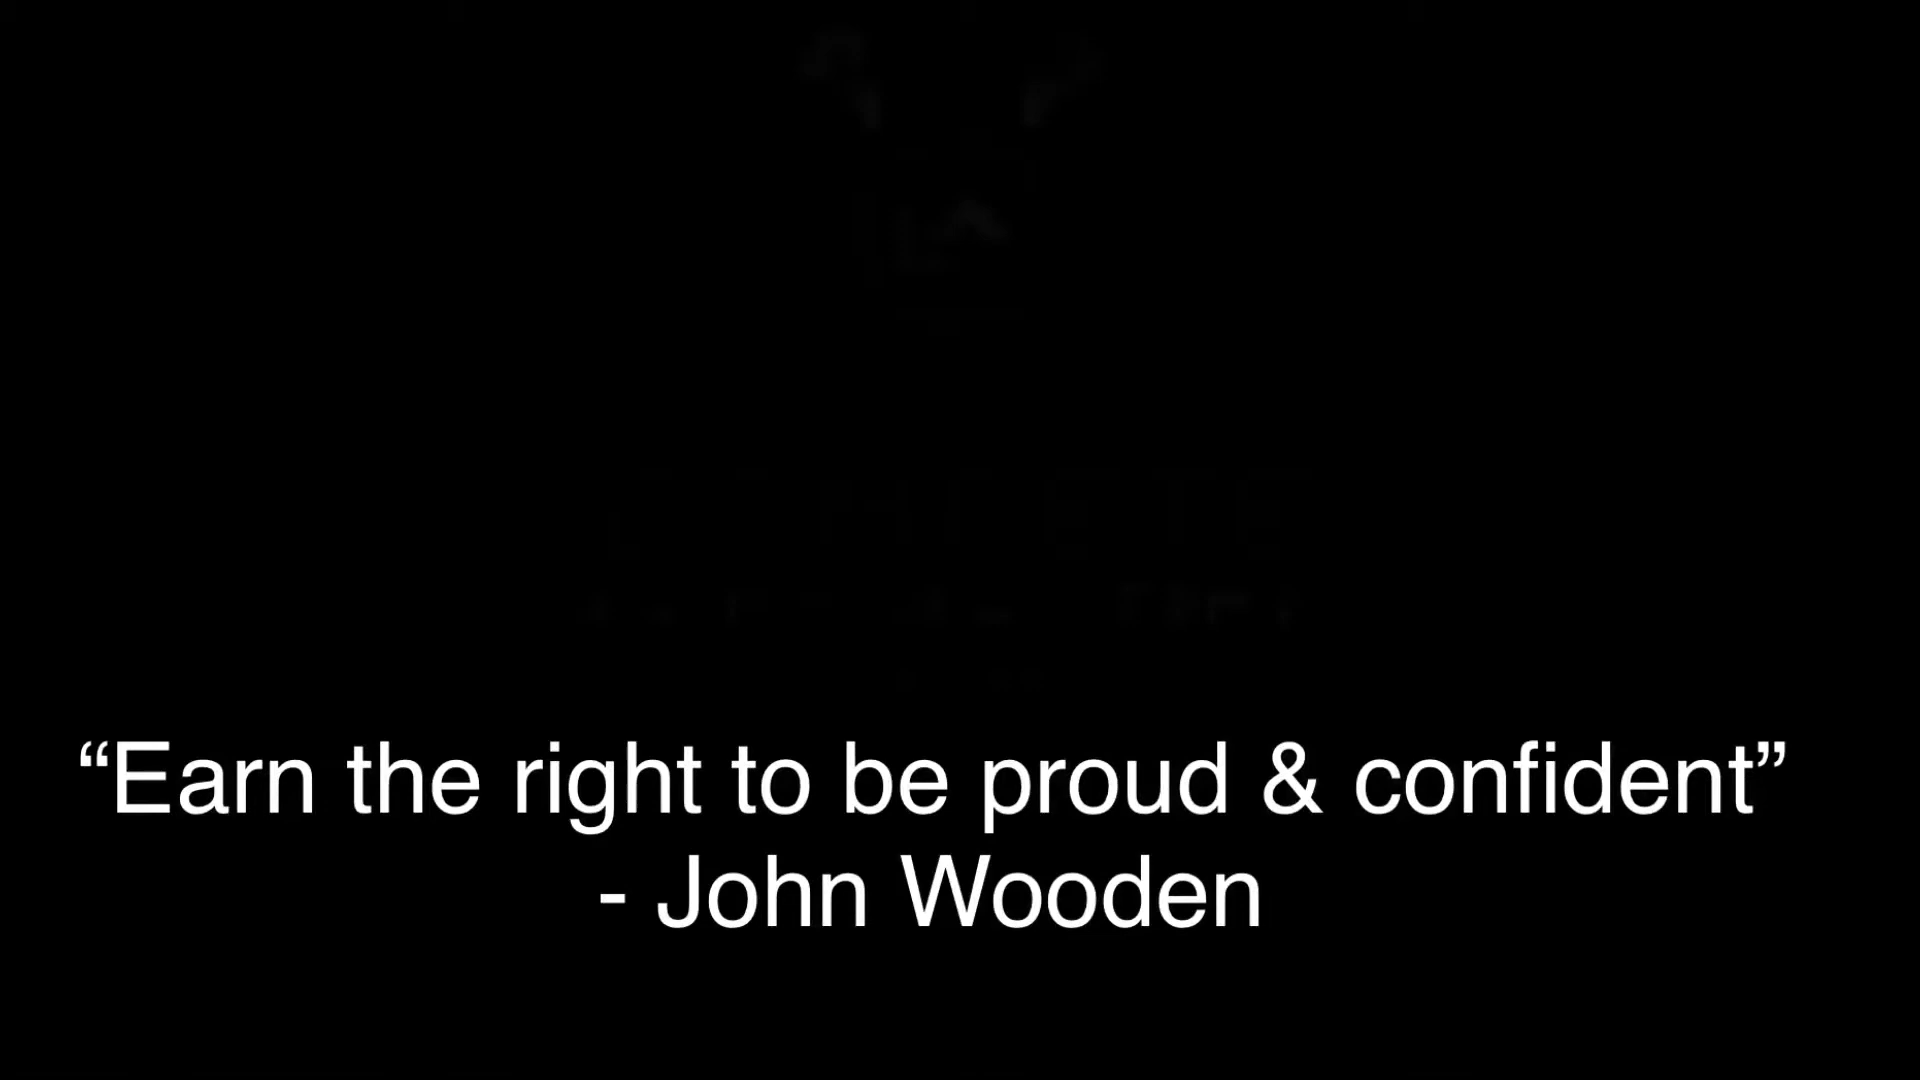 “Earn the right to be proud & confident”
- John Wooden